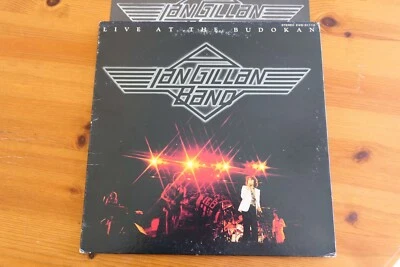 IAN GILLAN
LIVE AT THE BUDOKAN
IAN GILLAN
BAND